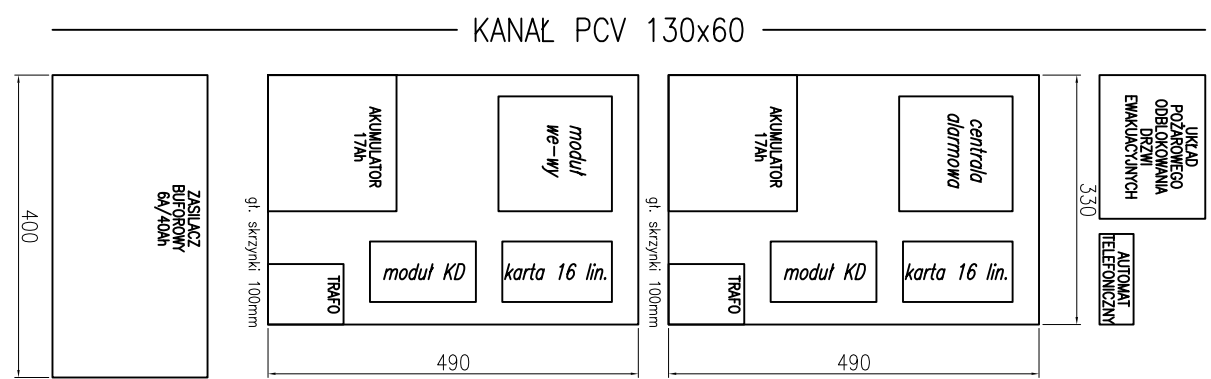 KANAŁ PCV 130x60
400
ZASILACZ
BUFOROWY
6A/40Ah
AKUMULATOR
17Ah
moduł
we-wy
gł. skrzynki 100mm
TRAFO
moduł KD
karta 16 lin.
490
AKUMULATOR
17Ah
centrala
alarmowa
gł. skrzynki 100mm
TRAFO
moduł KD
karta 16 lin.
490
330
UKŁAD
POŻAROWEGO
ODBLOKOWANIA
DRZWI
EWAKUACYJNYCH
AUTOMAT
TELEFONICZNY